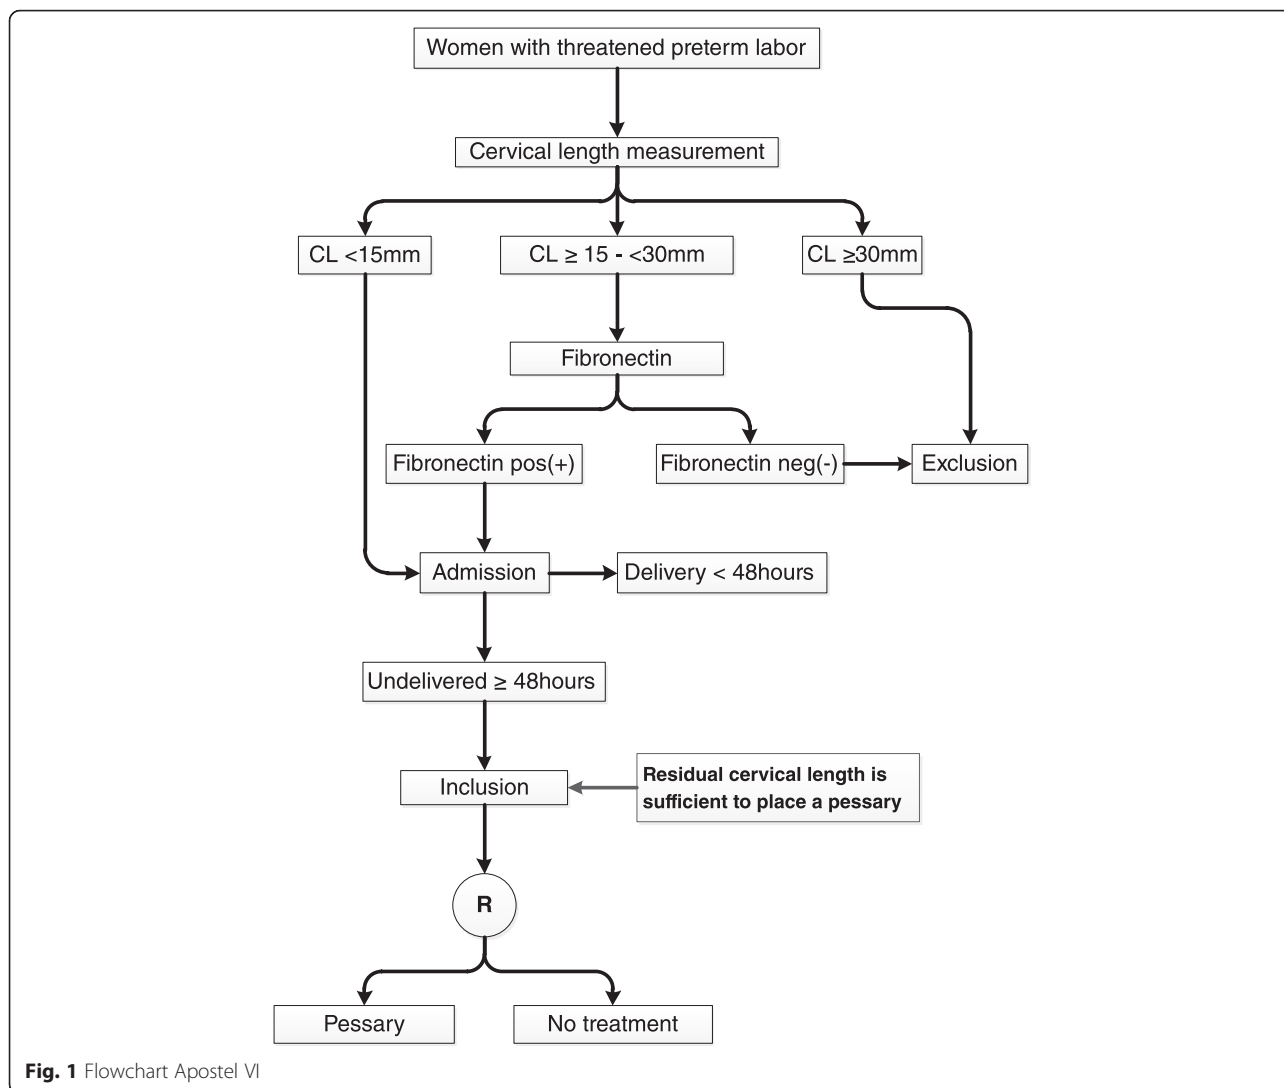 Women with threatened preterm labor
Cervical length measurement
CL <15mm
CL ≥ 15 - <30mm
CL ≥30mm
Fibronectin
Fibronectin pos(+)
Fibronectin neg(-)
Exclusion
Admission
Delivery < 48hours
Undelivered ≥ 48hours
Inclusion
Residual cervical length is
sufficient to place a pessary
R
Pessary
No treatment
Fig. 1 Flowchart Apostel VI